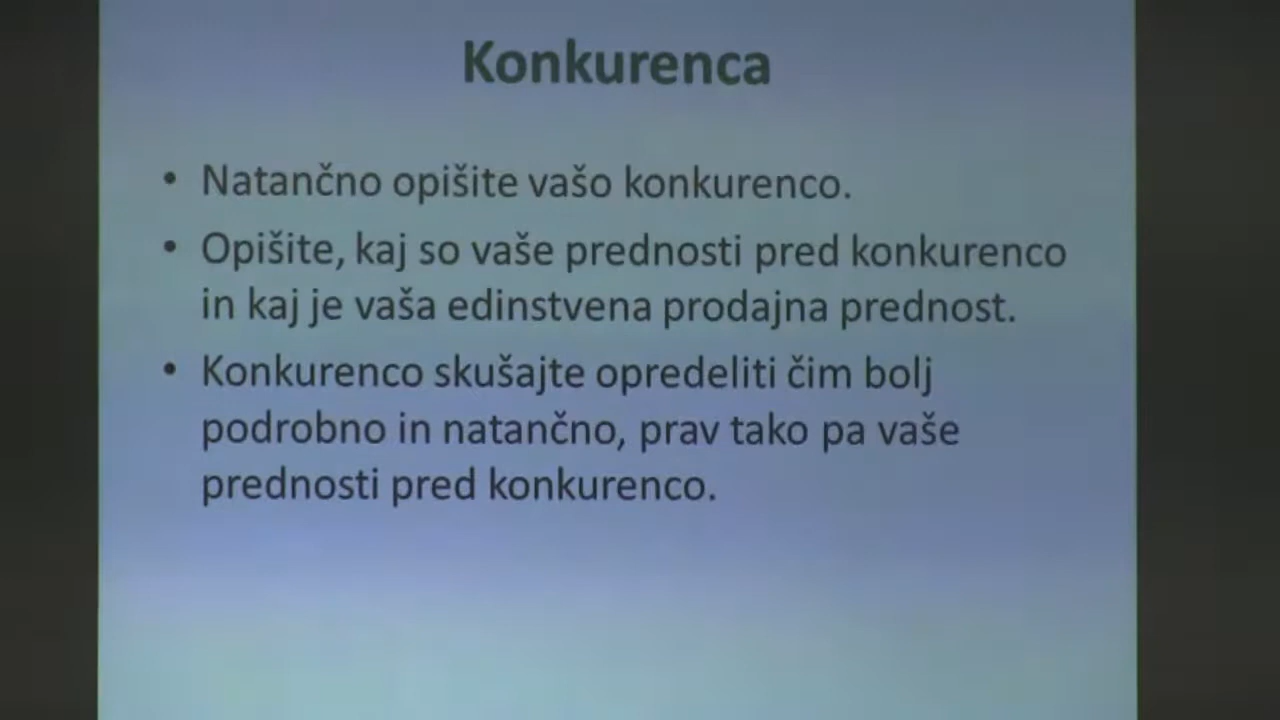 Konkurenca
• Natančno opišite vašo konkurenco.
• Opišite, kaj so vaše prednosti pred konkurenco
in kaj je vaša edinstvena prodajna prednost.
• Konkurenco skušajte opredeliti čim bolj
podrobno in natančno, prav tako pa vaše
prednosti pred konkurenco.